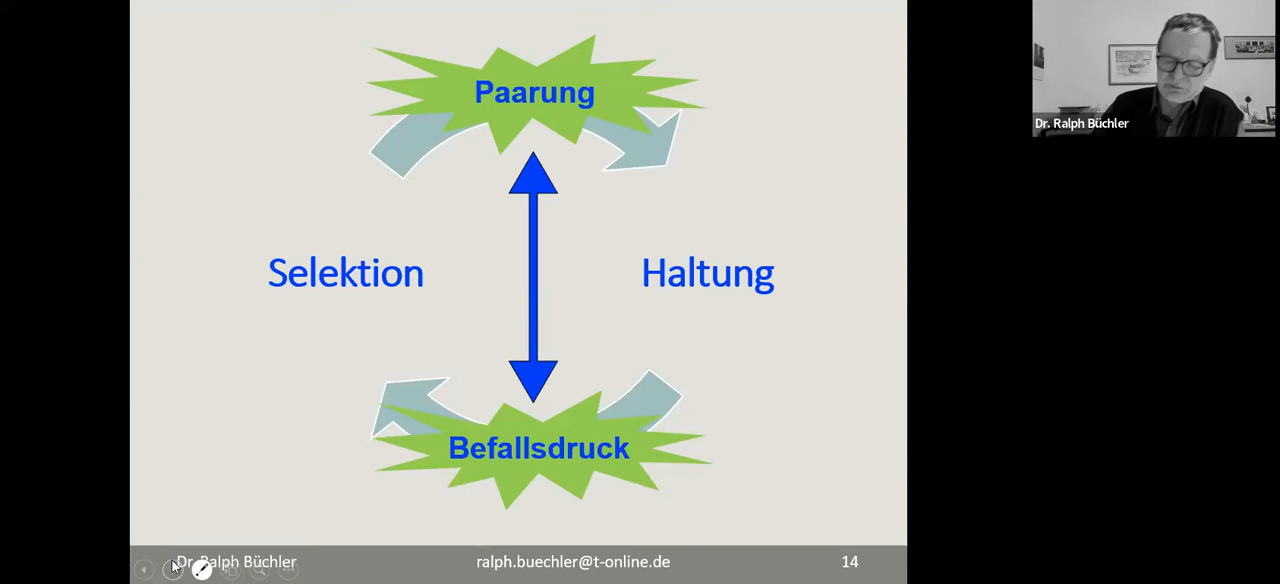 Paarung
Selektion
Haltung
Befallsdruck
Dr. Ralph Büchler
ralph.buechler@t-online.de
14
Dr. Ralph Büchler